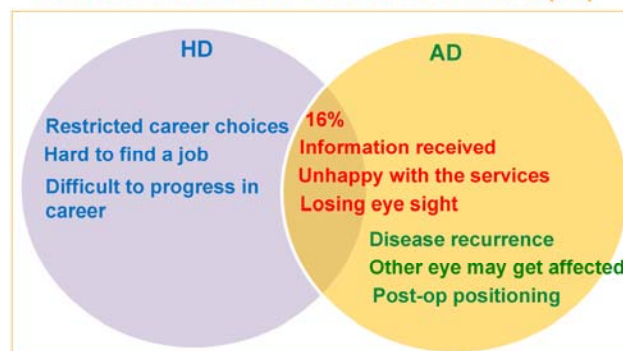 HD
AD
Restricted career choices
Hard to find a job
Difficult to progress in
career
16%
Information received
Unhappy with the services
Losing eye sight
Disease recurrence
Other eye may get affected
Post-op positioning